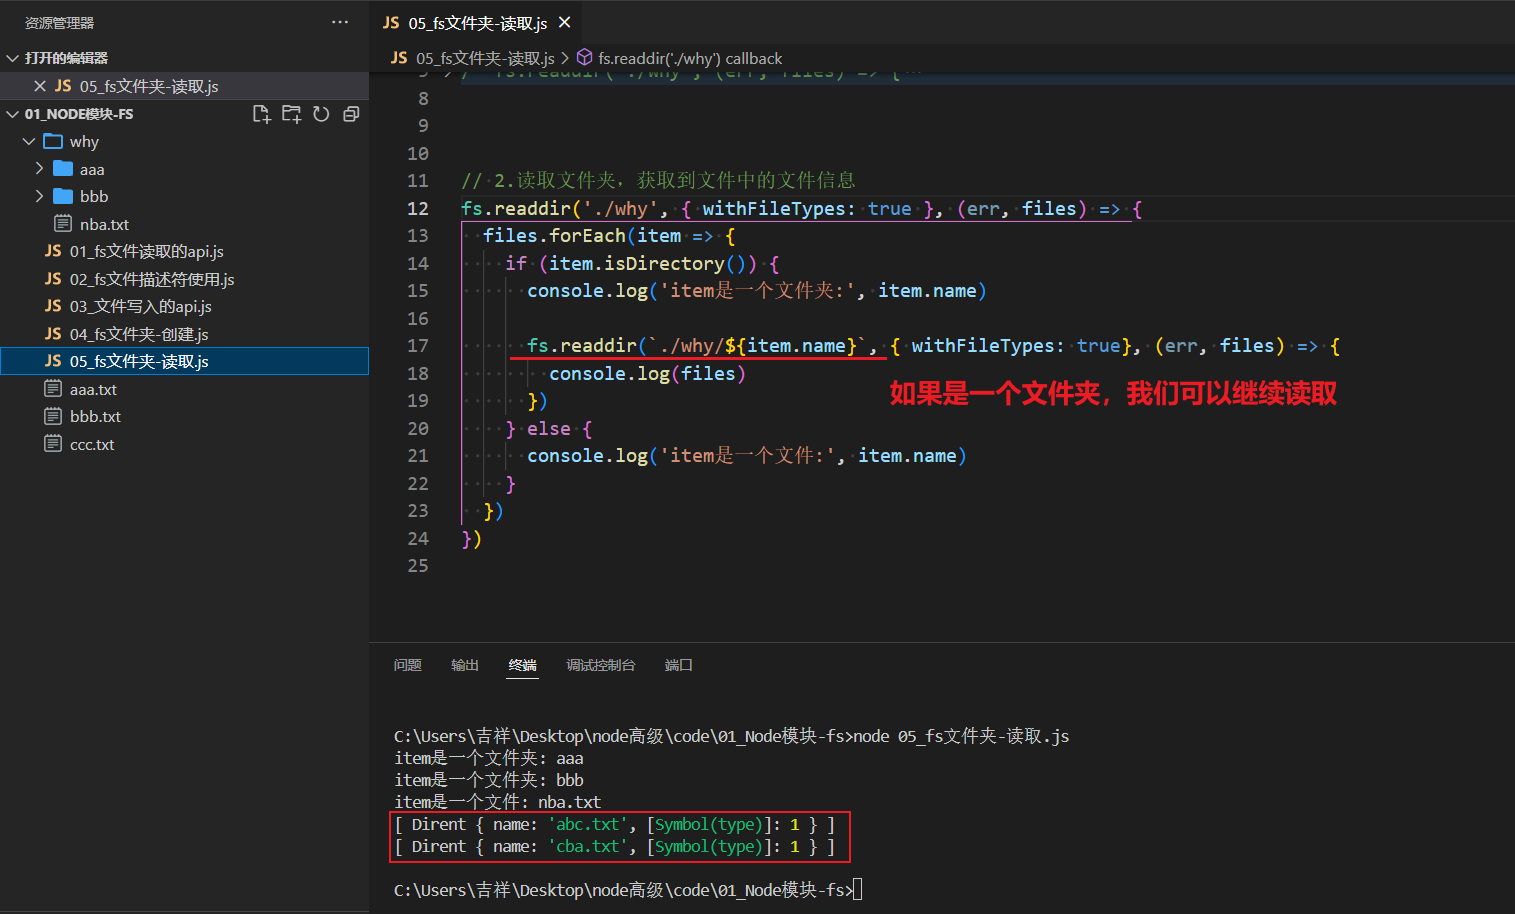 资源管理器 ···
打开的编辑器
JS 05_fs文件夹-读取.js
01_NODE模块-FS
why
aaa
bbb
nba.txt
JS 01_fs文件读取的api.js
JS 02_fs文件描述符使用.js
JS 03_文件写入的api.js
JS 04_fs文件夹-创建.js
JS 05_fs文件夹-读取.js
aaa.txt
bbb.txt
ccc.txt
JS 05_fs文件夹-读取.js
JS 05_fs文件夹-读取.js > fs.readdir('./why') callback
8
9
10
11 // 2.读取文件夹, 获取到文件中的文件信息
12 fs.readdir('./why', { withFileTypes: true }, (err, files) => {
13 files.forEach(item => {
14 if (item.isDirectory()) {
15 console.log('item是一个文件夹:', item.name)
16
17 fs.readdir(`./why/${item.name}`, { withFileTypes: true}, (err, files) => {
18 console.log(files)
如果是一个文件夹，我们可以继续读取
19 })
20 } else {
21 console.log('item是一个文件:', item.name)
22 }
23 })
24 })
25
问题 输出 终端 调试控制台 端口
C:\Users\吉祥\Desktop\node高级\code\01_Node模块-fs>node 05_fs文件夹-读取.js
item是一个文件夹: aaa
item是一个文件夹: bbb
item是一个文件: nba.txt
[ Dirent { name: 'abc.txt', [Symbol(type)]: 1 } ]
[ Dirent { name: 'cba.txt', [Symbol(type)]: 1 } ]
C:\Users\吉祥\Desktop\node高级\code\01_Node模块-fs>